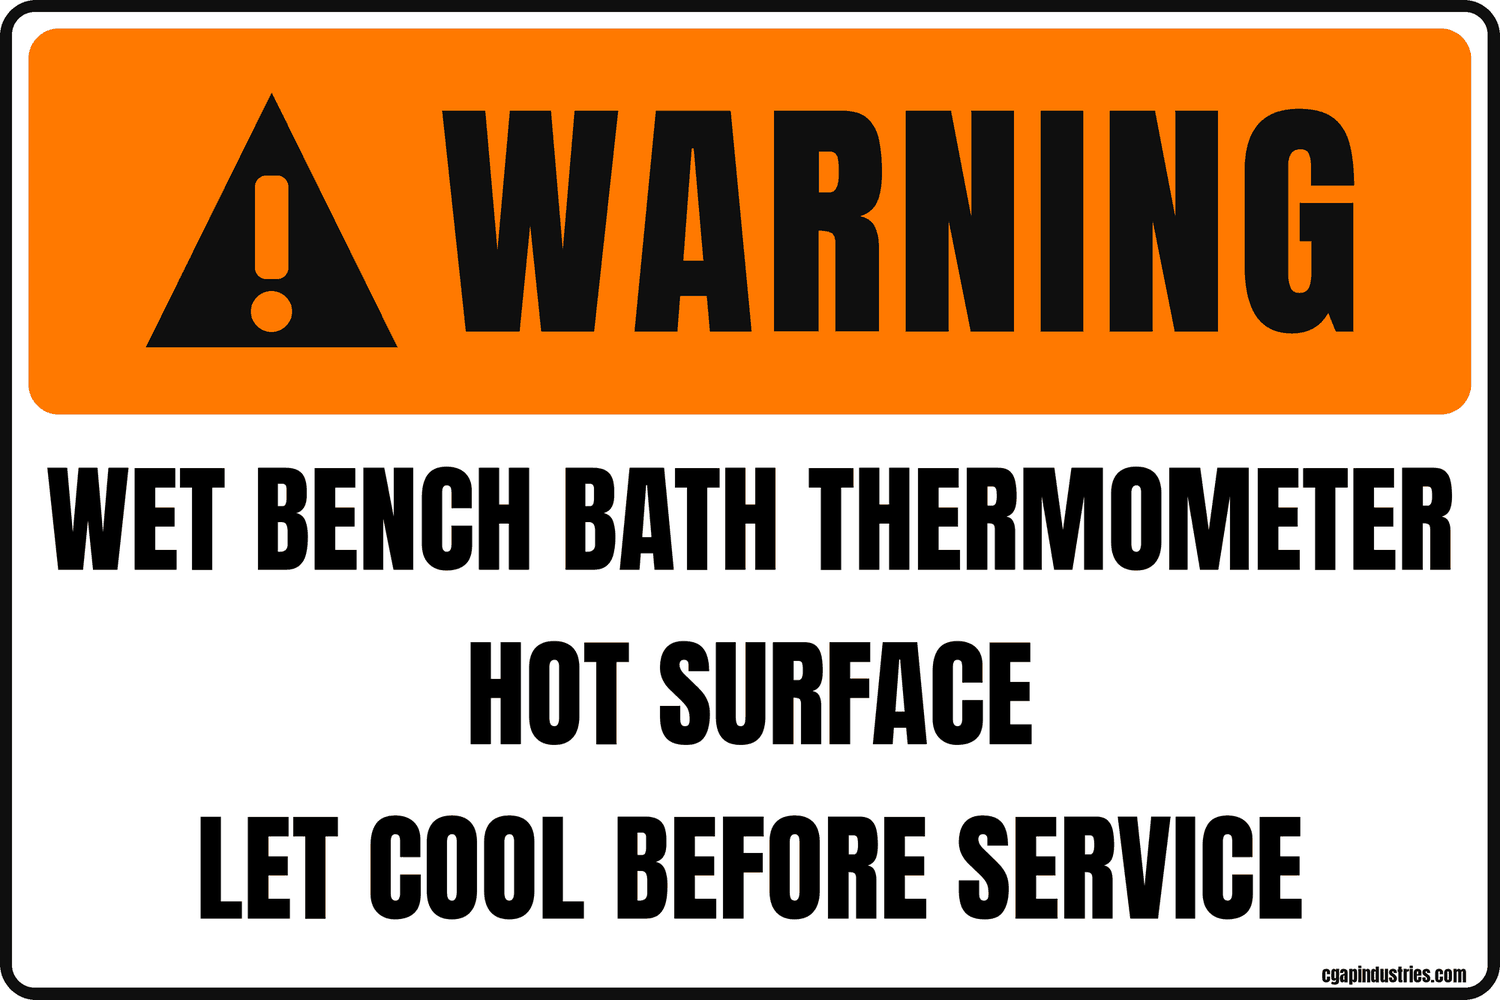 WARNING
WET BENCH BATH THERMOMETER
HOT SURFACE
LET COOL BEFORE SERVICE
cgapindustries.com